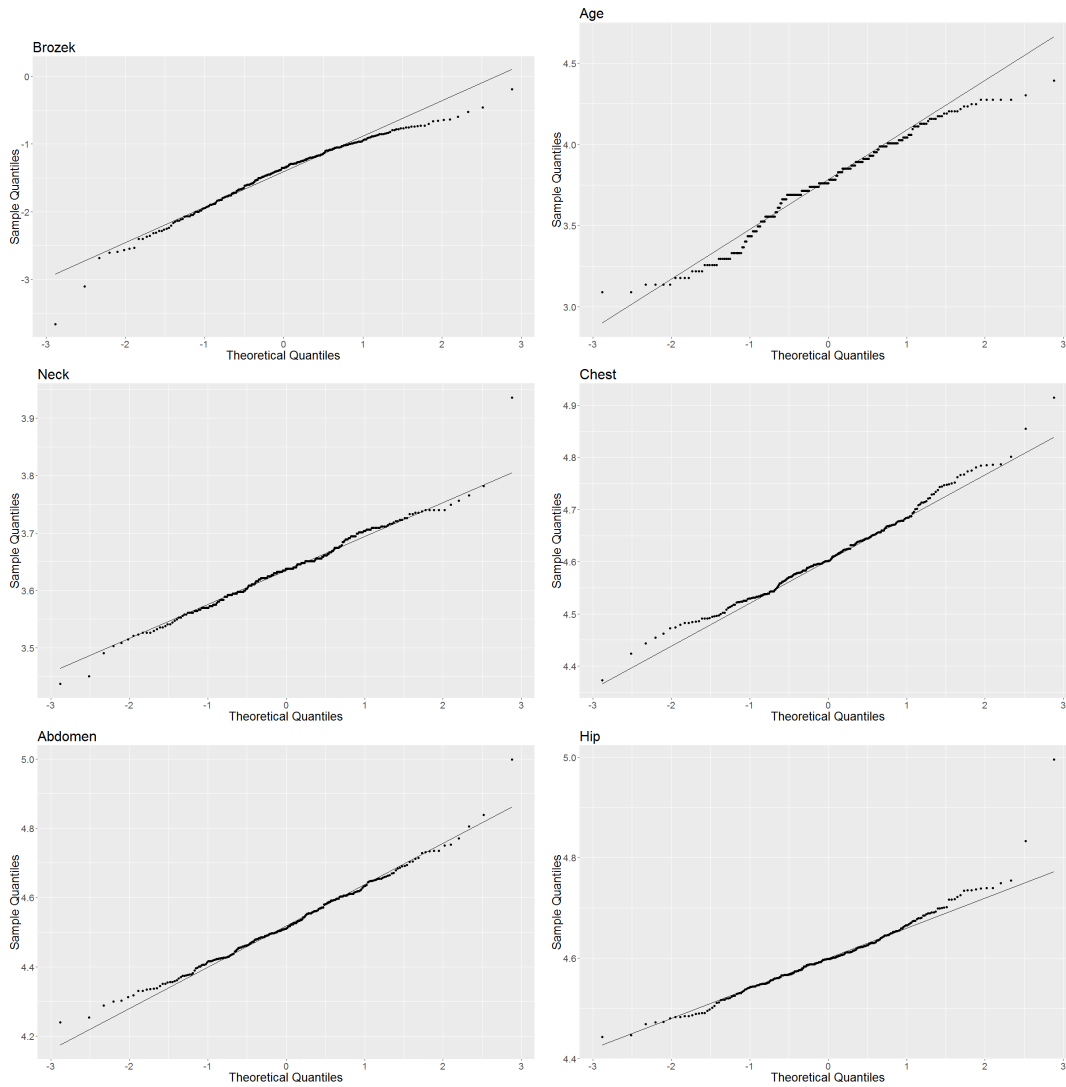 Brozek
0
-1
-2
-3
Sample Quantiles
-3 -2 -1 0 1 2 3
Theoretical Quantiles
Age
4.5
4.0
3.5
3.0
Sample Quantiles
-3 -2 -1 0 1 2 3
Theoretical Quantiles
Neck
3.9
3.8
3.7
3.6
3.5
Sample Quantiles
-3 -2 -1 0 1 2 3
Theoretical Quantiles
Chest
4.9
4.8
4.7
4.6
4.5
4.4
Sample Quantiles
-3 -2 -1 0 1 2 3
Theoretical Quantiles
Abdomen
5.0
4.8
4.6
4.4
4.2
Sample Quantiles
-3 -2 -1 0 1 2 3
Theoretical Quantiles
Hip
5.0
4.8
4.6
4.4
Sample Quantiles
-3 -2 -1 0 1 2 3
Theoretical Quantiles